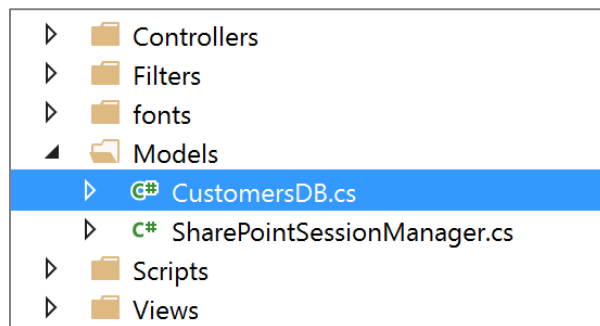 Controllers
Filters
fonts
Models
C# CustomersDB.cs
C# SharePointSessionManager.cs
Scripts
Views